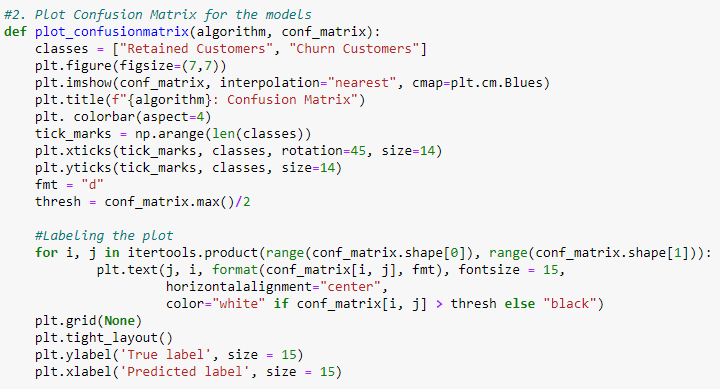 #2. Plot Confusion Matrix for the models
def plot_confusionmatrix(algorithm, conf_matrix):
    classes = ["Retained Customers", "Churn Customers"]
    plt.figure(figsize=(7,7))
    plt.imshow(conf_matrix, interpolation="nearest", cmap=plt.cm.Blues)
    plt.title(f"{algorithm}: Confusion Matrix")
    plt. colorbar(aspect=4)
    tick_marks = np.arange(len(classes))
    plt.xticks(tick_marks, classes, rotation=45, size=14)
    plt.yticks(tick_marks, classes, size=14)
    fmt = "d"
    thresh = conf_matrix.max()/2
    #Labeling the plot
    for i, j in itertools.product(range(conf_matrix.shape[0]), range(conf_matrix.shape[1])):
            plt.text(j, i, format(conf_matrix[i, j], fmt), fontsize = 15,
                    horizontalalignment="center",
                    color="white" if conf_matrix[i, j] > thresh else "black")
    plt.grid(None)
    plt.tight_layout()
    plt.ylabel('True label', size = 15)
    plt.xlabel('Predicted label', size = 15)